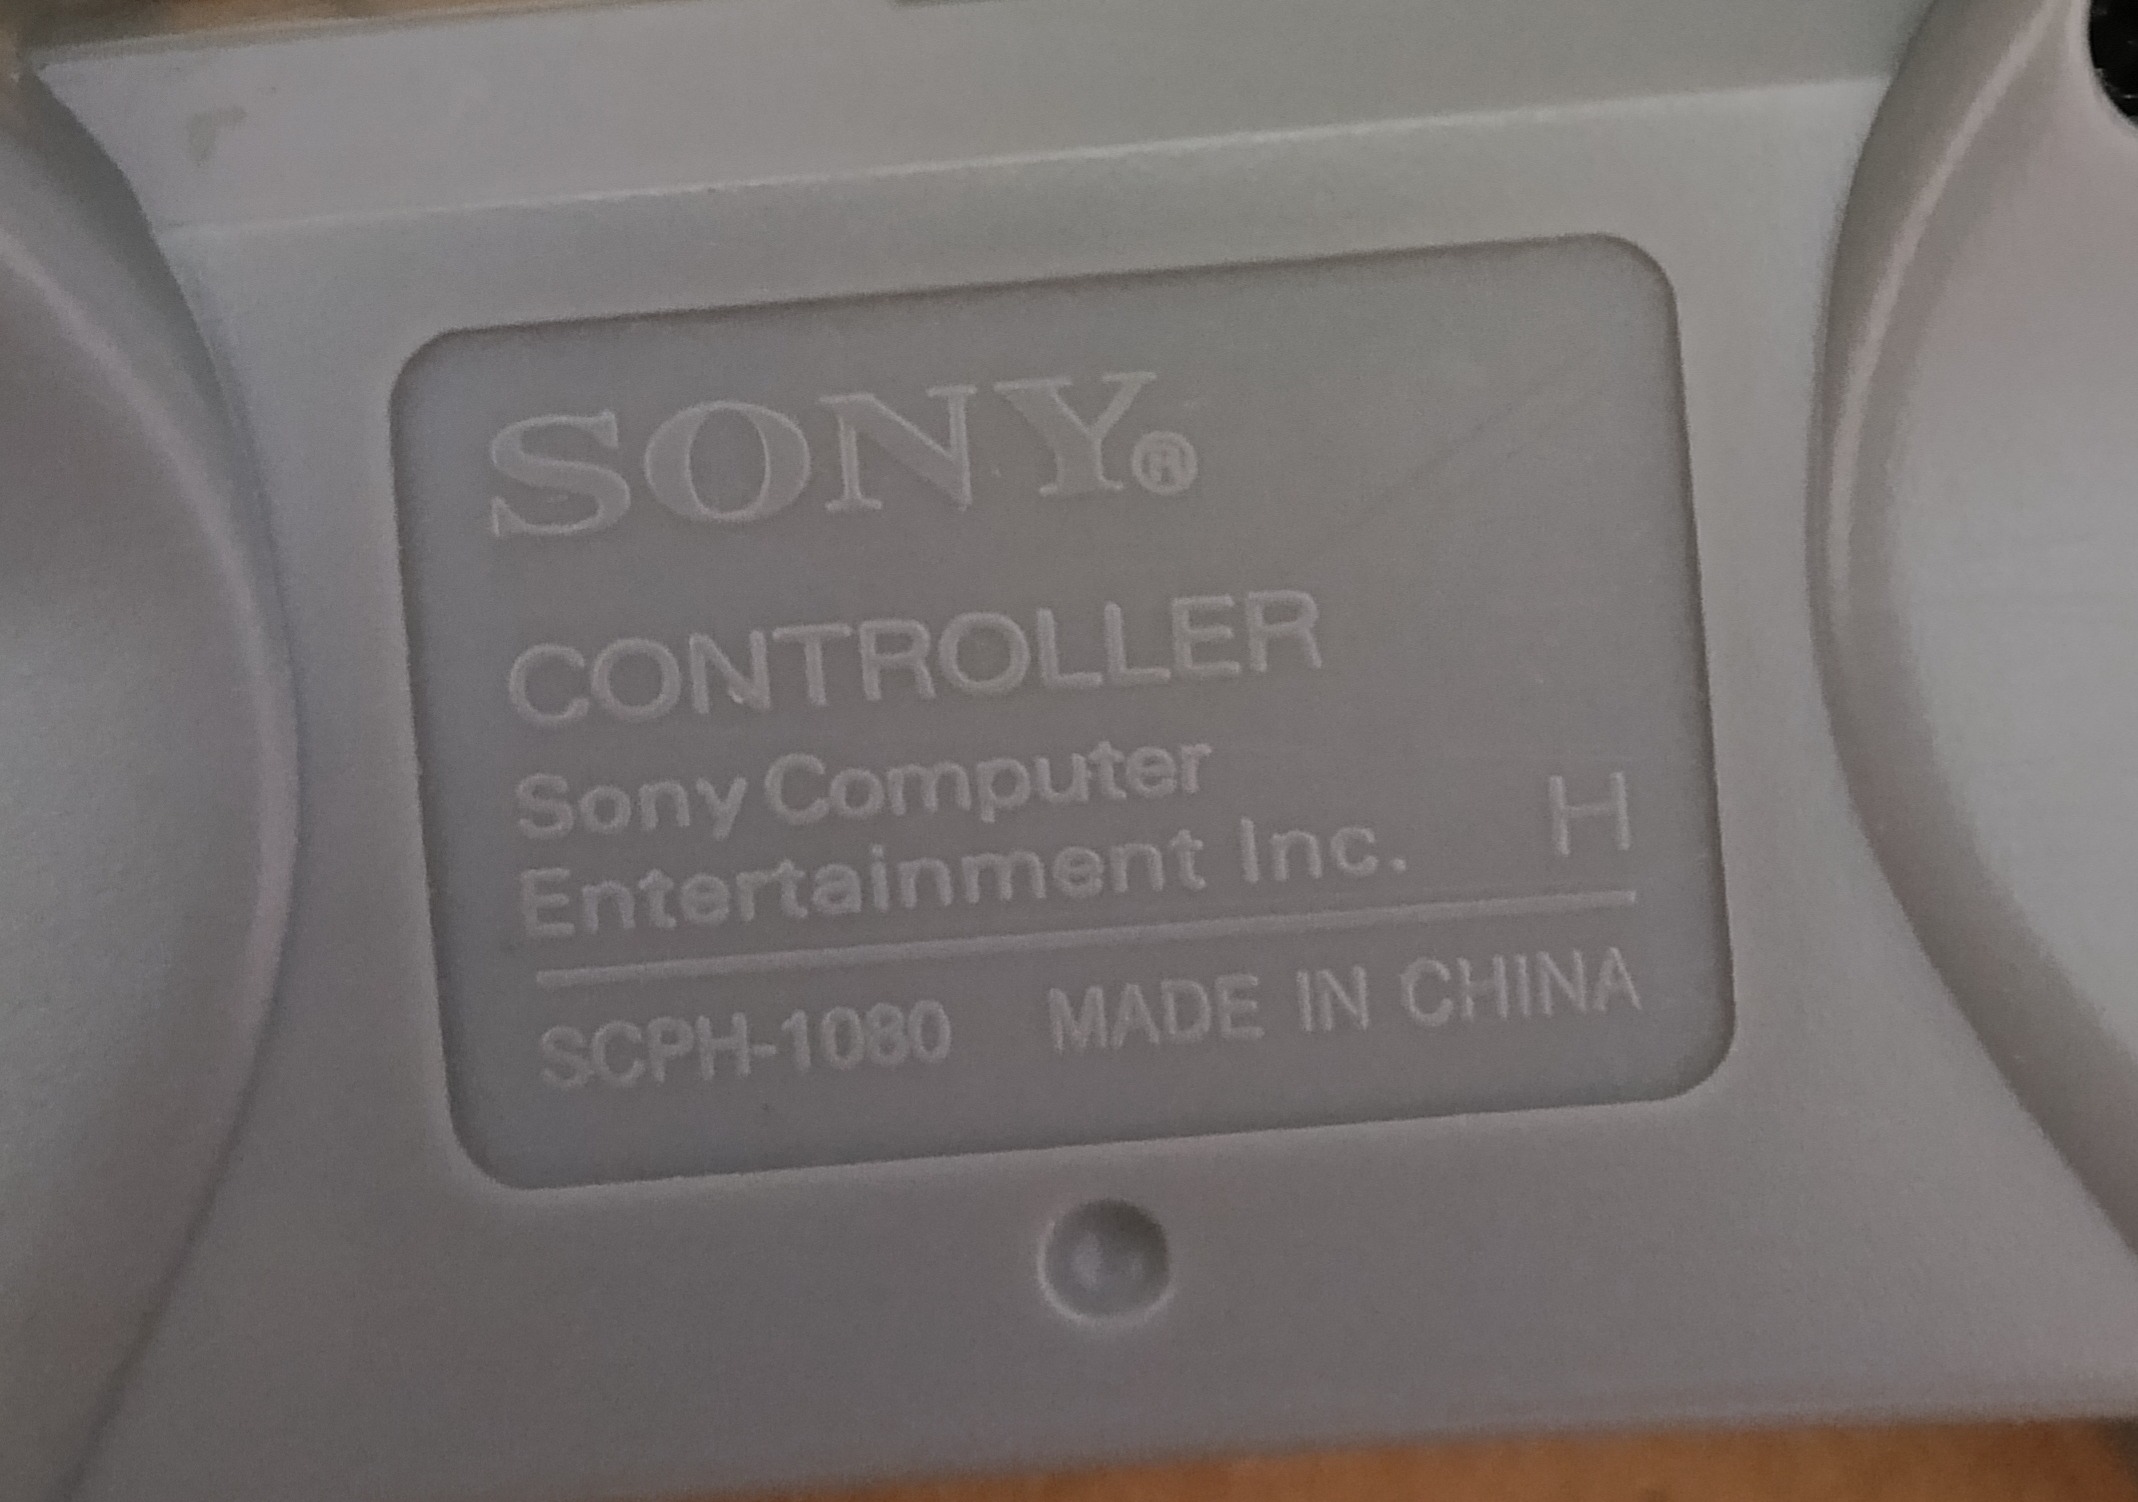 SONY®
CONTROLLER
Sony Computer
Entertainment Inc. H
SCPH-1080 MADE IN CHINA